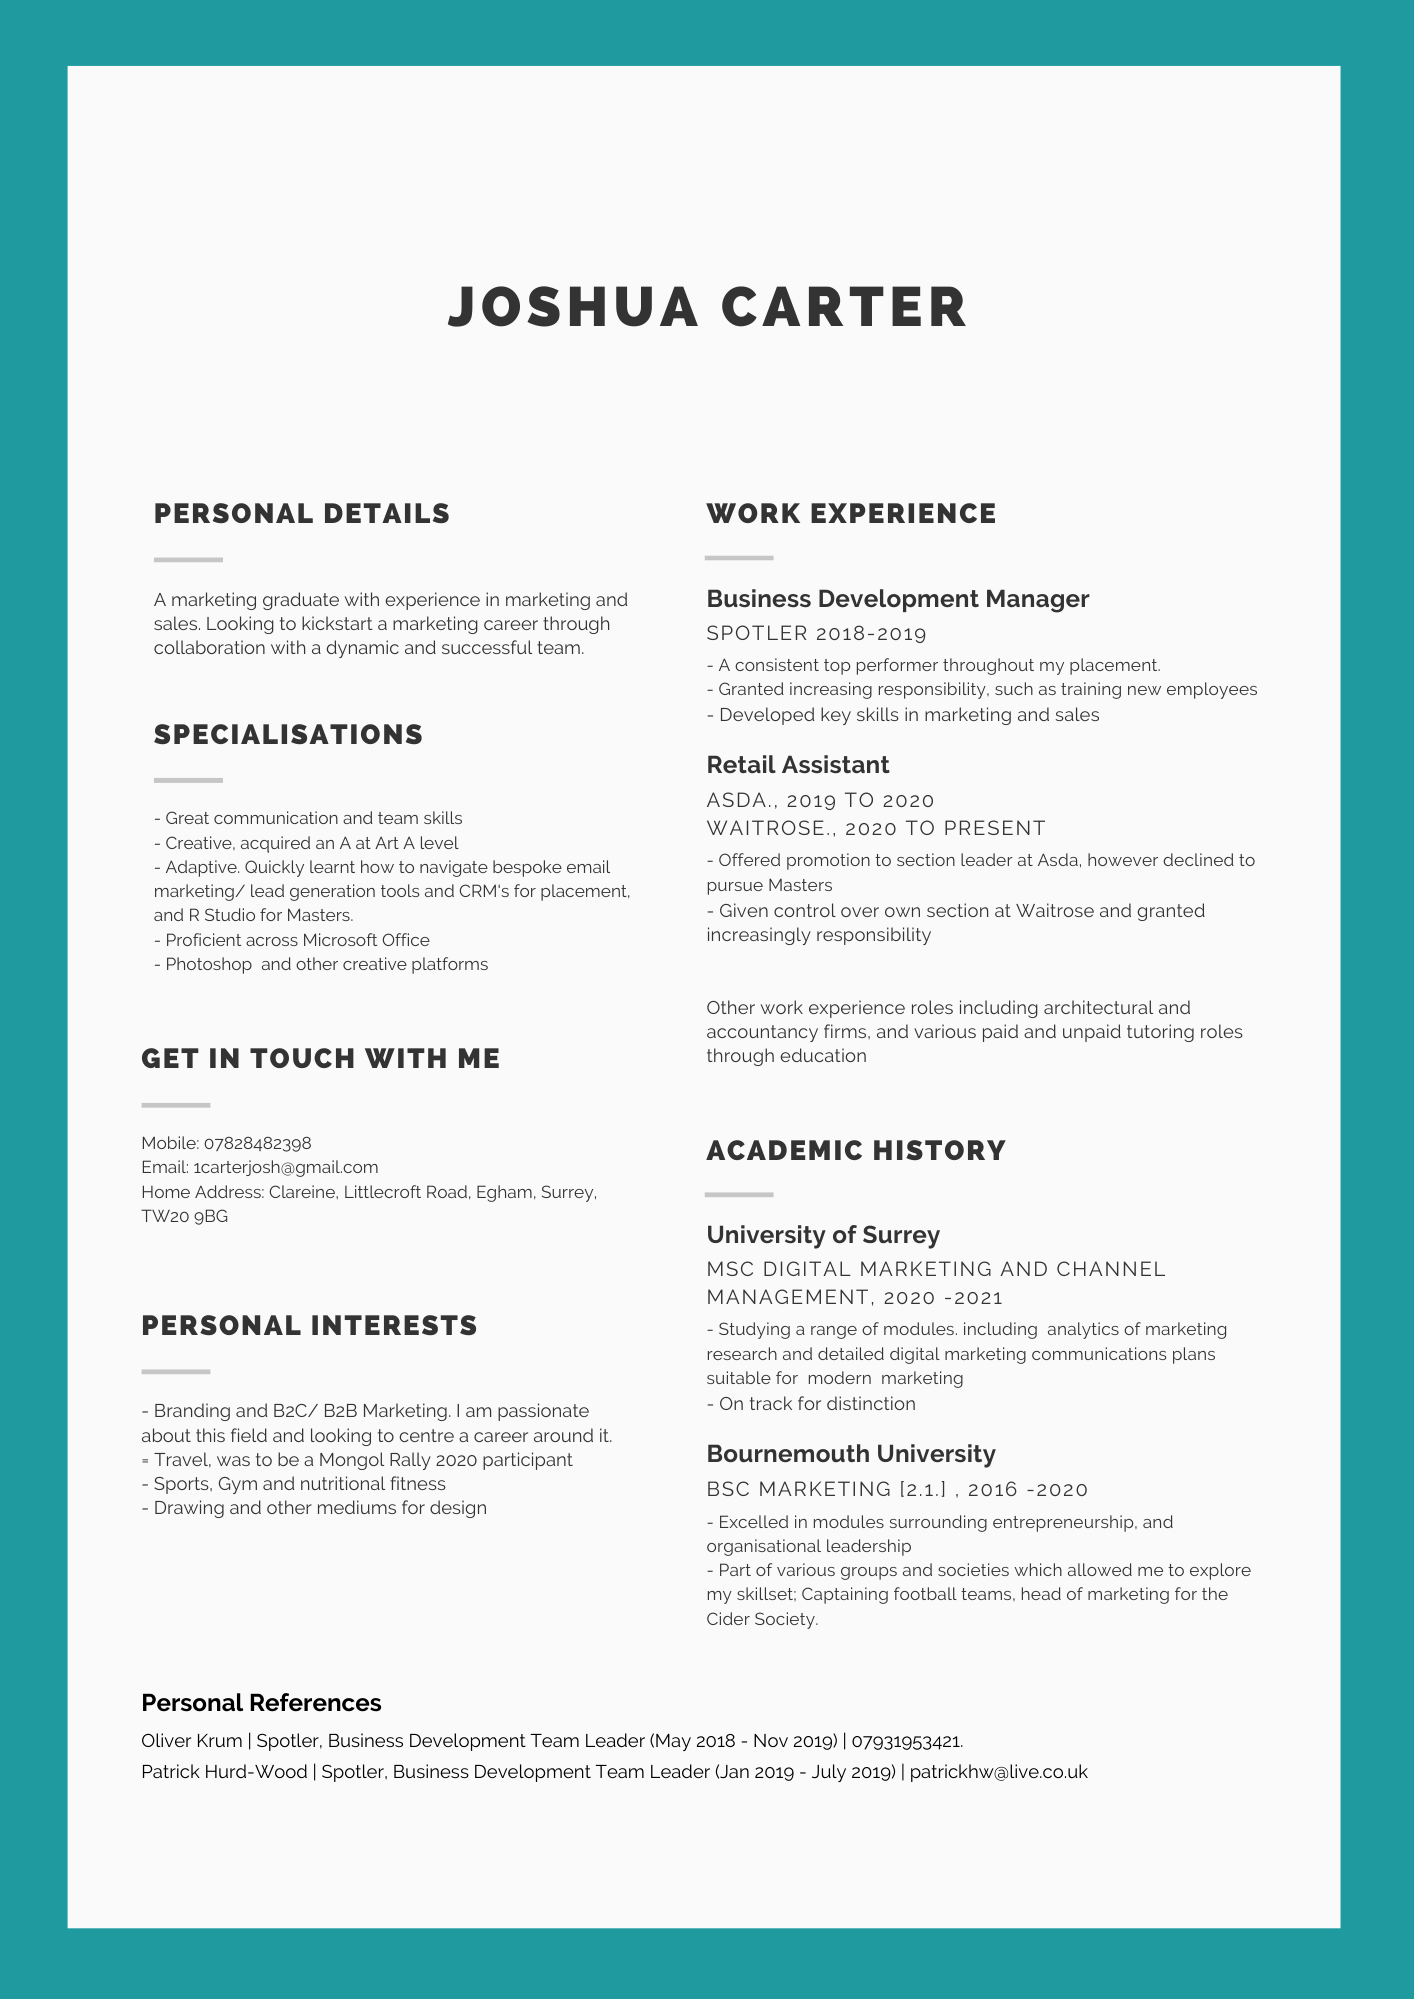 JOSHUA CARTER
PERSONAL DETAILS
A marketing graduate with experience in marketing and
sales. Looking to kickstart a marketing career through
collaboration with a dynamic and successful team.
SPECIALISATIONS
- Great communication and team skills
- Creative, acquired an A at Art A level
- Adaptive. Quickly learnt how to navigate bespoke email
marketing/ lead generation tools and CRM's for placement,
and R Studio for Masters.
- Proficient across Microsoft Office
- Photoshop  and other creative platforms
GET IN TOUCH WITH ME
Mobile: 07828482398
Email: 1carterjosh@gmail.com
Home Address: Clareine, Littlecroft Road, Egham, Surrey,
TW20 9BG
PERSONAL INTERESTS
- Branding and B2C/ B2B Marketing. I am passionate
about this field and looking to centre a career around it.
= Travel, was to be a Mongol Rally 2020 participant
- Sports, Gym and nutritional fitness
- Drawing and other mediums for design
WORK EXPERIENCE
Business Development Manager
SPOTLER 2018-2019
- A consistent top performer throughout my placement.
- Granted increasing responsibility, such as training new employees
- Developed key skills in marketing and sales
Retail Assistant
ASDA., 2019 TO 2020
WAITROSE., 2020 TO PRESENT
- Offered promotion to section leader at Asda, however declined to
pursue Masters
- Given control over own section at Waitrose and granted
increasingly responsibility
Other work experience roles including architectural and
accountancy firms, and various paid and unpaid tutoring roles
through education
ACADEMIC HISTORY
University of Surrey
MSC DIGITAL MARKETING AND CHANNEL
MANAGEMENT, 2020 -2021
- Studying a range of modules. including  analytics of marketing
research and detailed digital marketing communications plans
suitable for  modern  marketing
- On track for distinction
Bournemouth University
BSC MARKETING [2.1.] , 2016 -2020
- Excelled in modules surrounding entrepreneurship, and
organisational leadership
- Part of various groups and societies which allowed me to explore
my skillset; Captaining football teams, head of marketing for the
Cider Society.
Personal References
Oliver Krum | Spotler, Business Development Team Leader (May 2018 - Nov 2019) | 07931953421.
Patrick Hurd-Wood | Spotler, Business Development Team Leader (Jan 2019 - July 2019) | patrickhw@live.co.uk